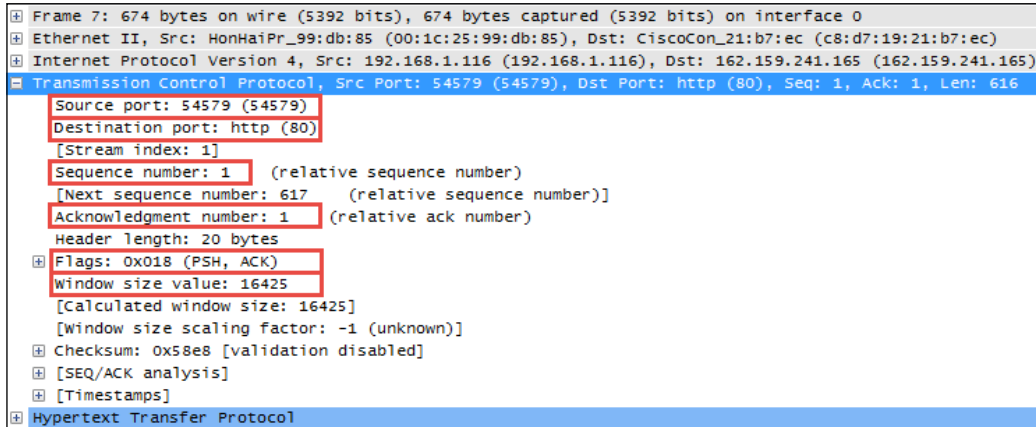 Frame 7: 674 bytes on wire (5392 bits), 674 bytes captured (5392 bits) on interface 0
Ethernet II, Src: HonHaiPr_99:db:85 (00:1c:25:99:db:85), Dst: CiscoCon_21:b7:ec (c8:d7:19:21:b7:ec)
Internet Protocol Version 4, Src: 192.168.1.116 (192.168.1.116), Dst: 162.159.241.165 (162.159.241.165)
Transmission Control Protocol, Src Port: 54579 (54579), Dst Port: http (80), Seq: 1, Ack: 1, Len: 616
Source port: 54579 (54579)
Destination port: http (80)
[Stream index: 1]
Sequence number: 1 (relative sequence number)
[Next sequence number: 617 (relative sequence number)]
Acknowledgment number: 1 (relative ack number)
Header length: 20 bytes
Flags: 0x018 (PSH, ACK)
Window size value: 16425
[Calculated window size: 16425]
[Window size scaling factor: -1 (unknown)]
Checksum: 0x58e8 [validation disabled]
[SEQ/ACK analysis]
[Timestamps]
Hypertext Transfer Protocol